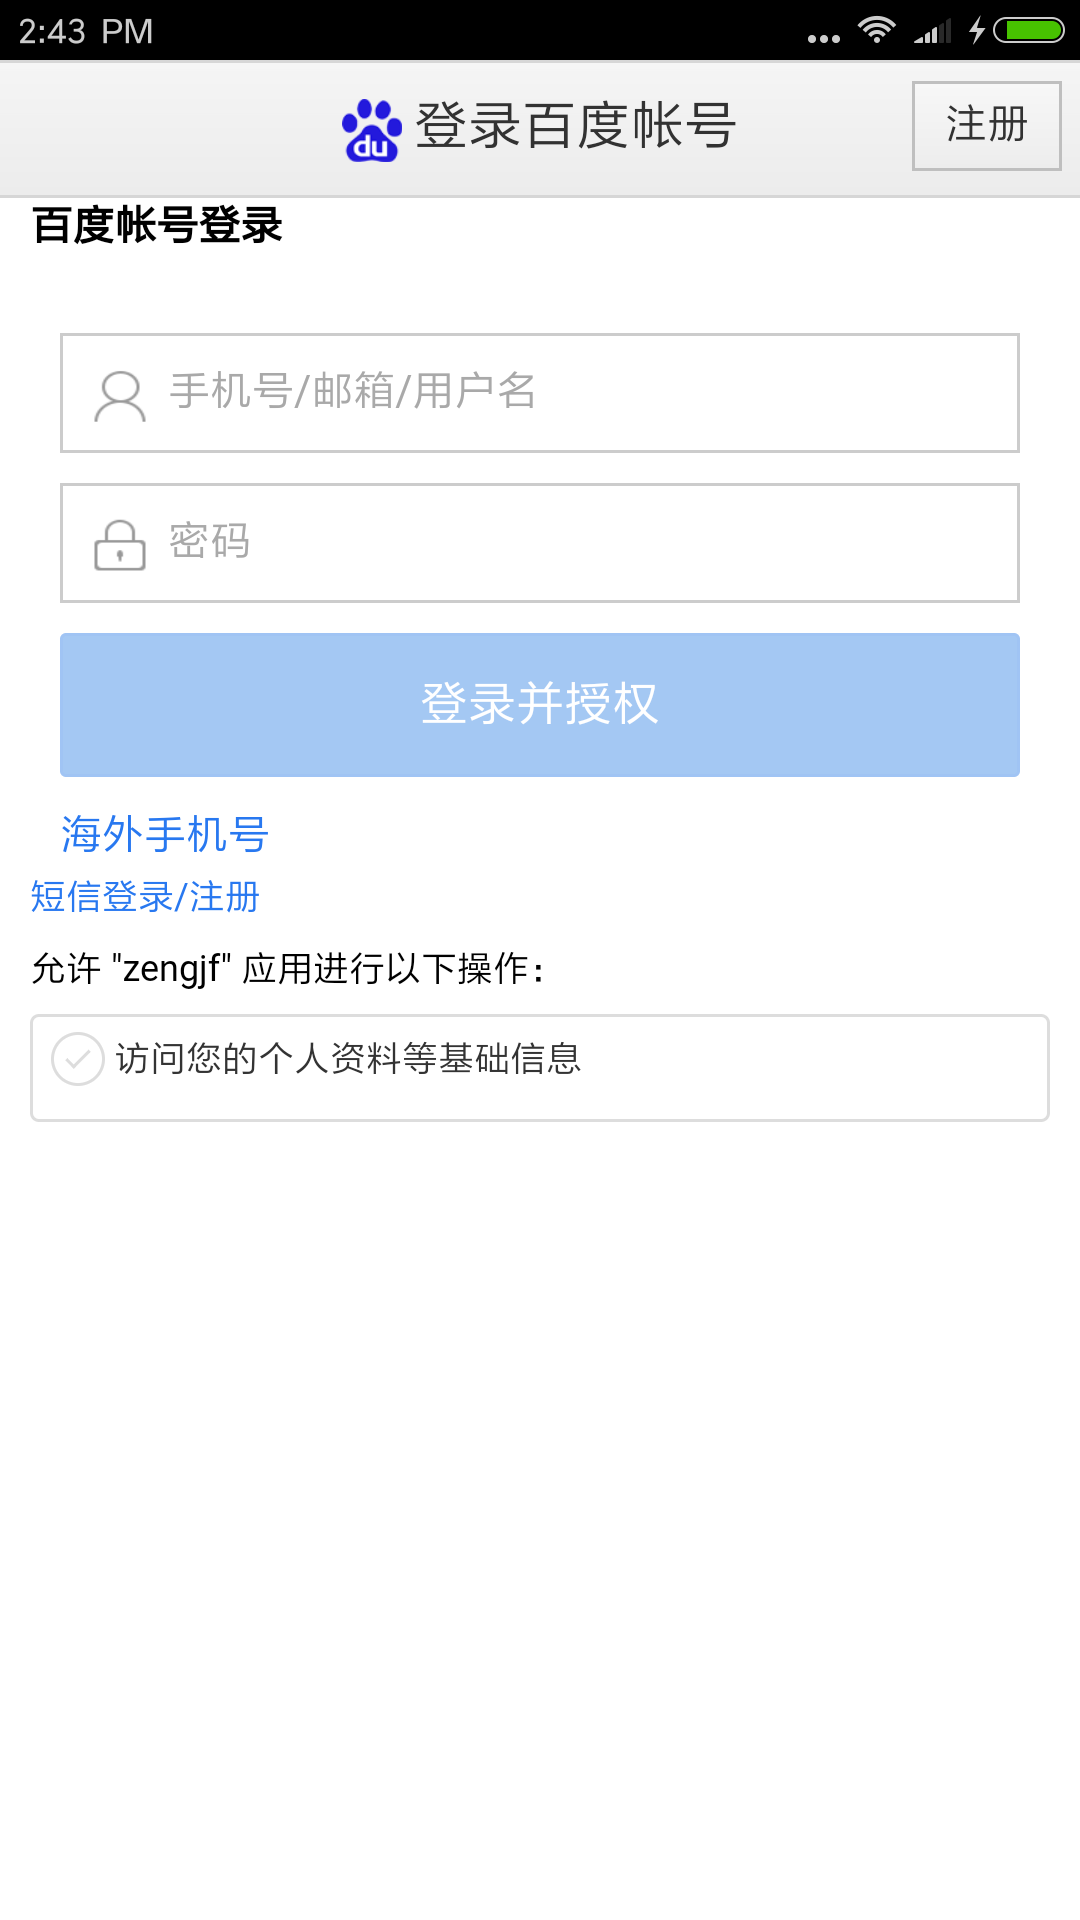 2:43 PM
du 登录百度帐号
注册
百度帐号登录
手机号/邮箱/用户名
密码
登录并授权
海外手机号
短信登录/注册
允许 "zengjf" 应用进行以下操作：
访问您的个人资料等基础信息